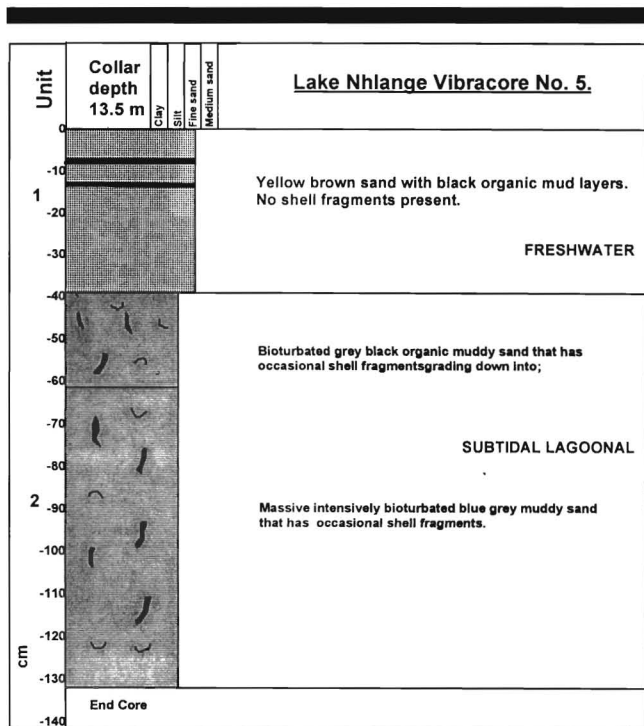 Unit
Collar
depth
13.5 m
Clay
Silt
Fine sand
Medium sand
Lake Nhlange Vibracore No. 5.
0
-10
1
-20
-30
-40
-50
-60
-70
-80
2
-90
-100
-110
-120
cm
-130
-140
Yellow brown sand with black organic mud layers.
No shell fragments present.
FRESHWATER
Bioturbated grey black organic muddy sand that has
occasional shell fragmentsgrading down into;
SUBTIDAL LAGOONAL
Massive intensively bioturbated blue grey muddy sand
that has occasional shell fragments.
End Core